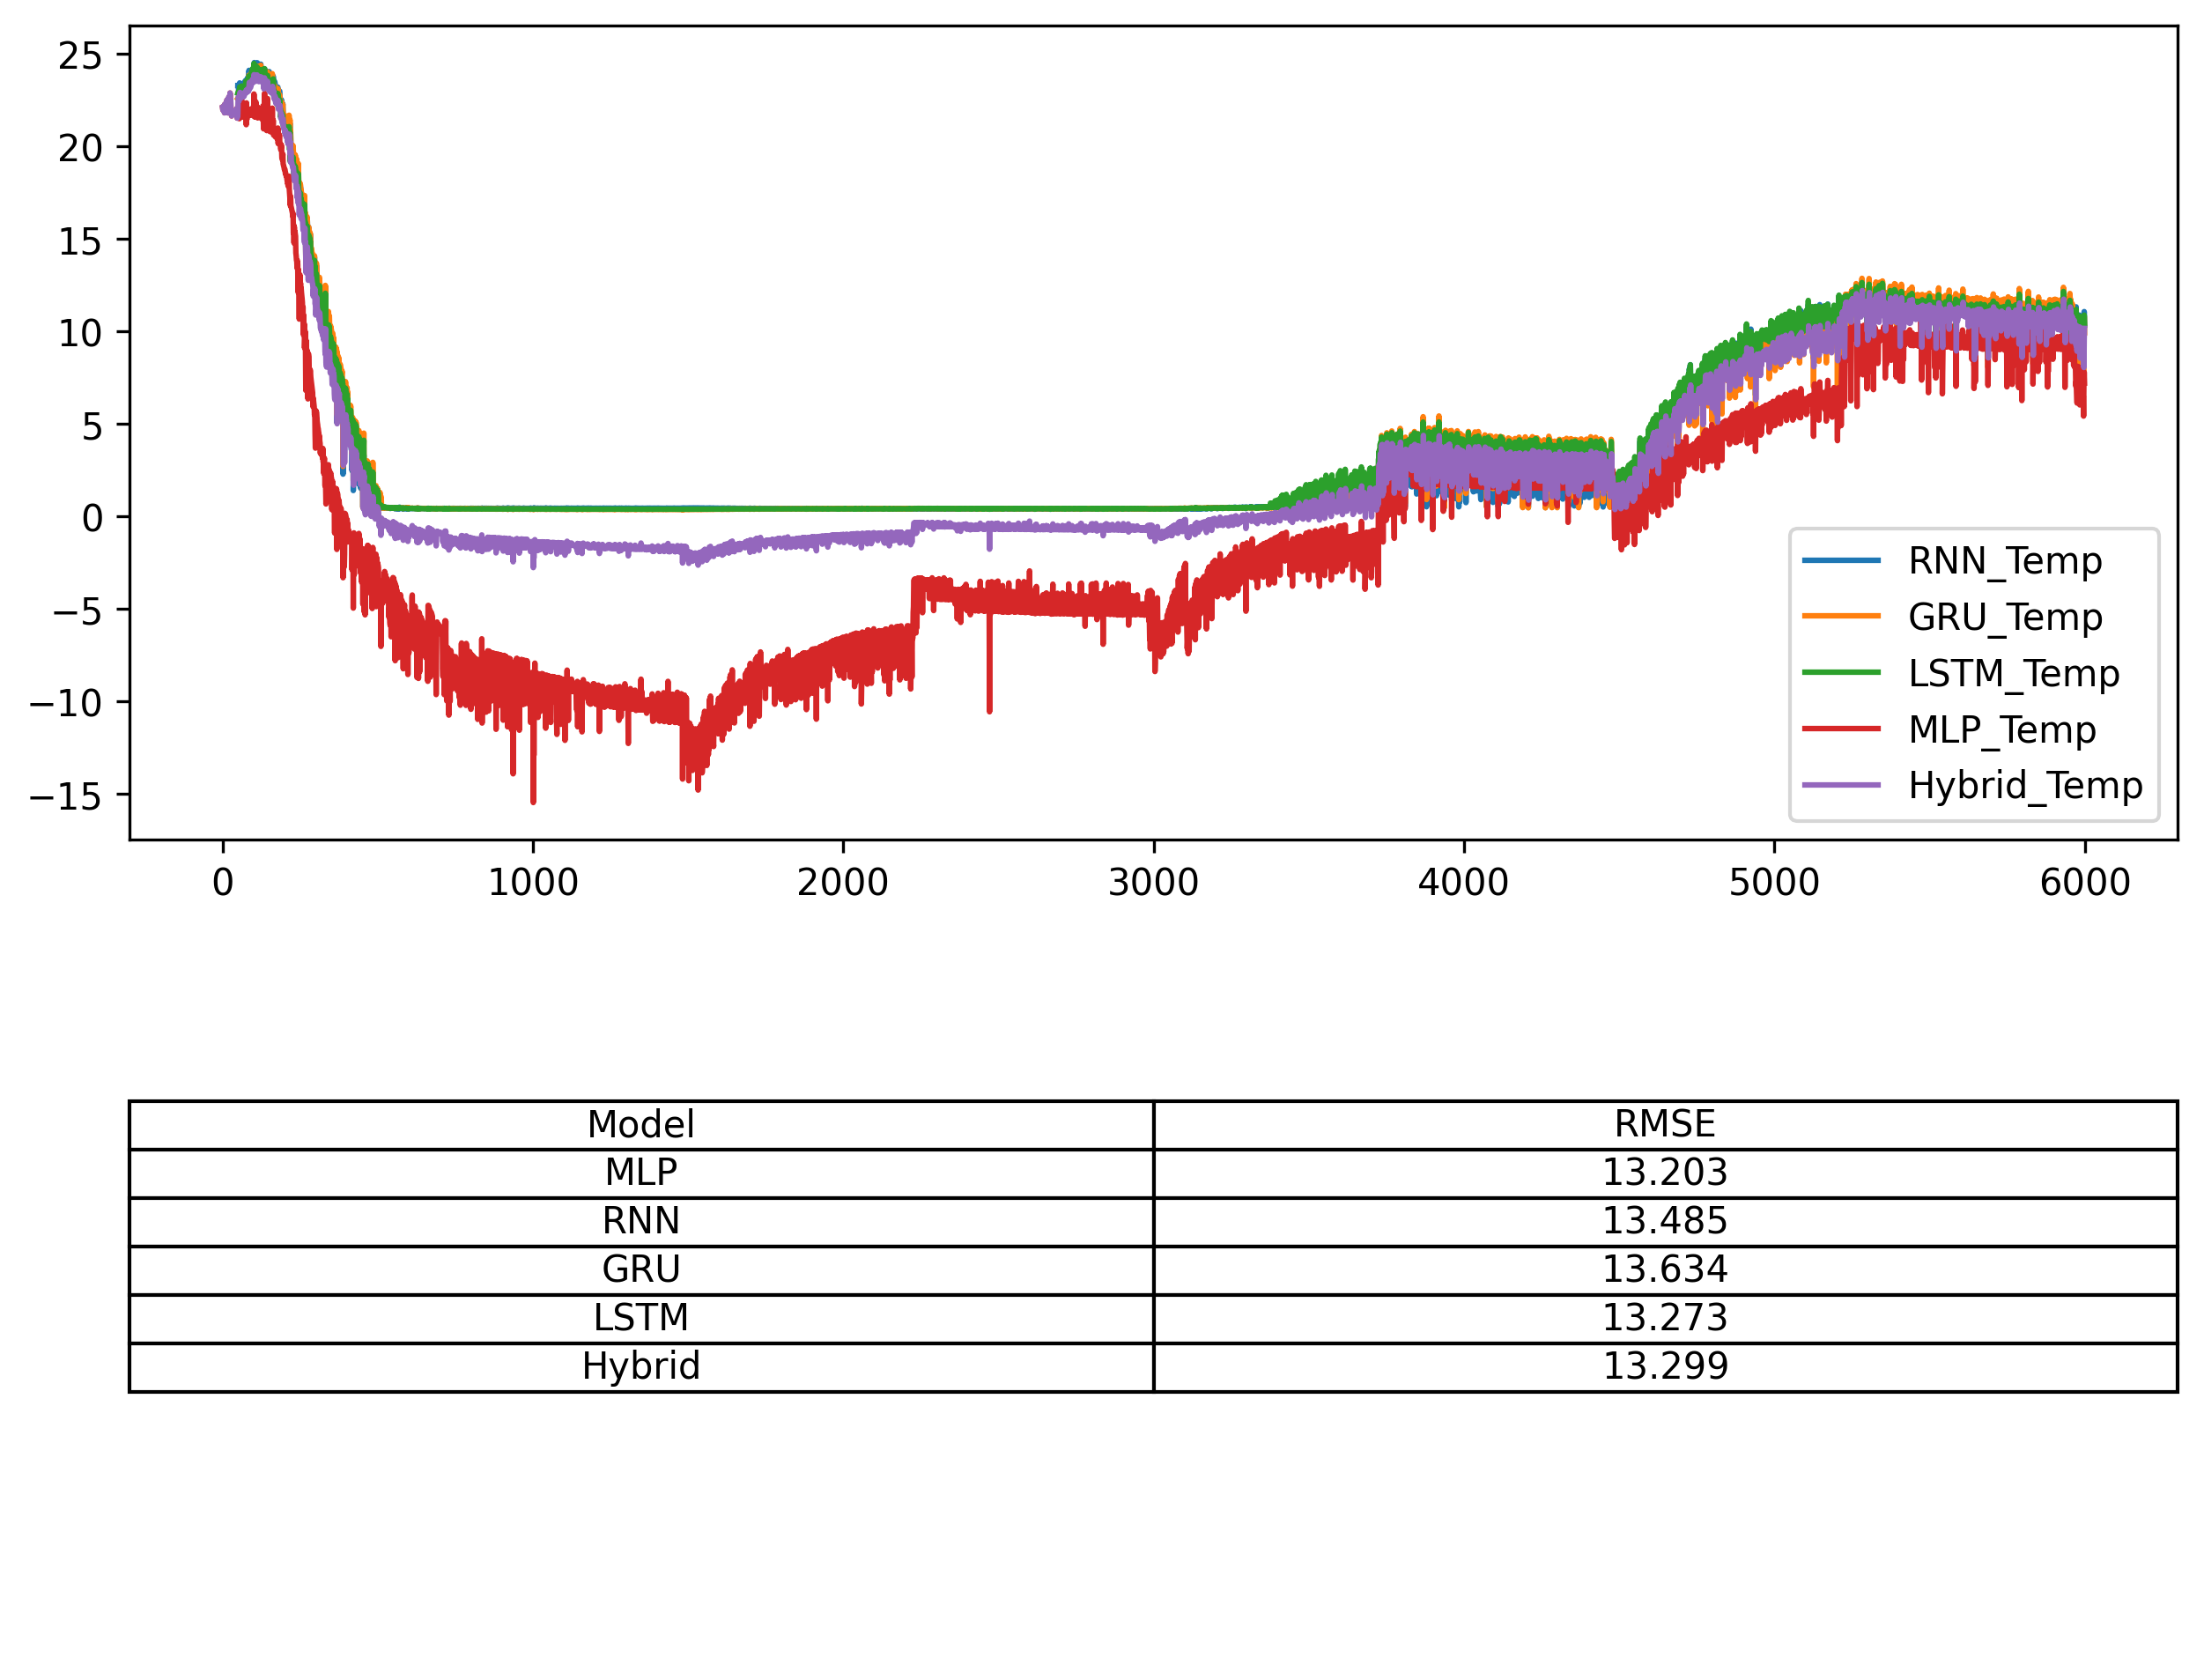 25
20
15
10
5
0
−5
−10
−15
0 1000 2000 3000 4000 5000 6000
RNN_Temp
GRU_Temp
LSTM_Temp
MLP_Temp
Hybrid_Temp
Model RMSE
MLP 13.203
RNN 13.485
GRU 13.634
LSTM 13.273
Hybrid 13.299